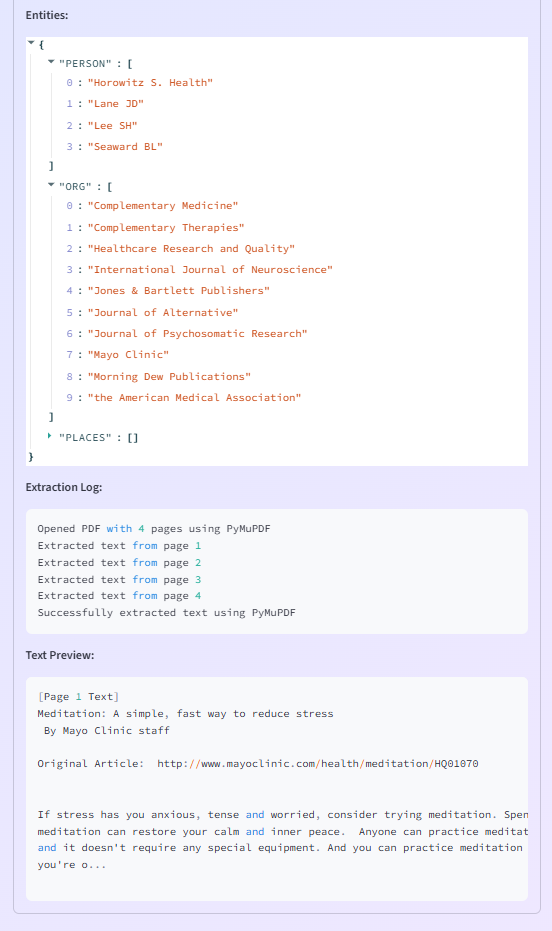 Entities:
{
"PERSON" : [
0 : "Horowitz S. Health"
1 : "Lane JD"
2 : "Lee SH"
3 : "Seaward BL"
]
"ORG" : [
0 : "Complementary Medicine"
1 : "Complementary Therapies"
2 : "Healthcare Research and Quality"
3 : "International Journal of Neuroscience"
4 : "Jones & Bartlett Publishers"
5 : "Journal of Alternative"
6 : "Journal of Psychosomatic Research"
7 : "Mayo Clinic"
8 : "Morning Dew Publications"
9 : "the American Medical Association"
]
"PLACES" : []
}
Extraction Log:
Opened PDF with 4 pages using PyMuPDF
Extracted text from page 1
Extracted text from page 2
Extracted text from page 3
Extracted text from page 4
Successfully extracted text using PyMuPDF
Text Preview:
[Page 1 Text]
Meditation: A simple, fast way to reduce stress
By Mayo Clinic staff
Original Article:  http://www.mayoclinic.com/health/meditation/HQ01070
If stress has you anxious, tense and worried, consider trying meditation. Spen
meditation can restore your calm and inner peace.  Anyone can practice meditat
and it doesn't require any special equipment. And you can practice meditation
you're o...